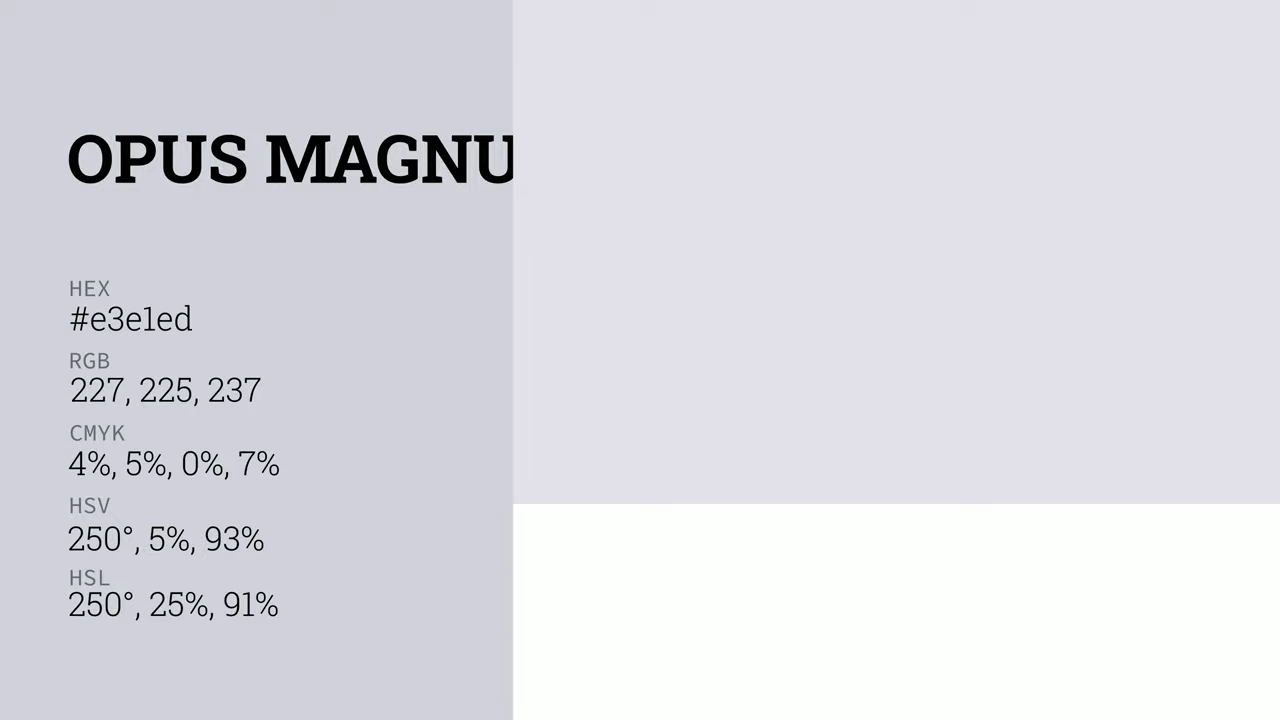 OPUS MAGNU
HEX
#e3e1ed
RGB
227, 225, 237
CMYK
4%, 5%, 0%, 7%
HSV
250°, 5%, 93%
HSL
250°, 25%, 91%